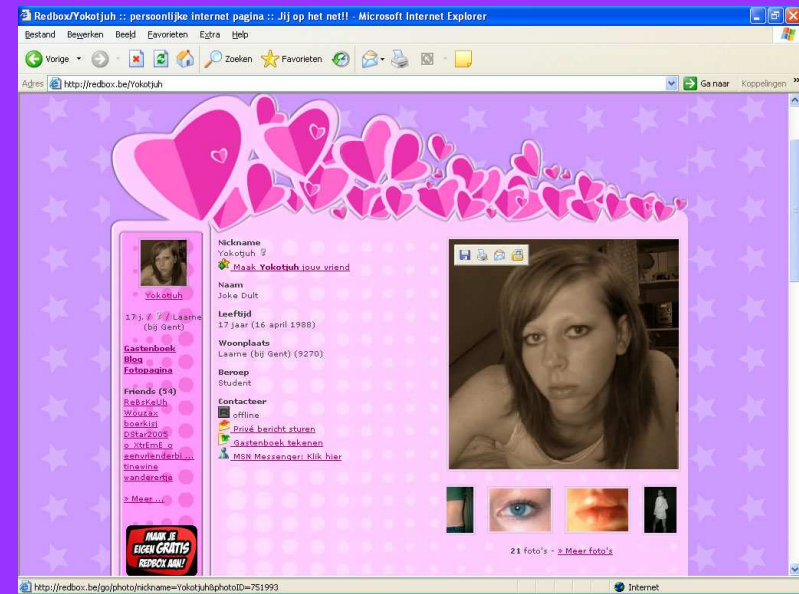 Redbox/Yokotjuh :: persoonlijke internet pagina :: Jij op het net!! - Microsoft Internet Explorer
Bestand Bewerken Beeld Favorieten Extra Help
Vorige Zoeken Favorieten
Adres http://redbox.be/Yokotjuh Ga naar Koppelingen »
Yokotjuh
17 j. / / Laarne
(bij Gent)
Gastenboek
Blog
Fotopagina
Friends (54)
ReBsKeUh
Wouzax
boerkisj
DStar2005
o_XtrEmE_o
eenvrienderbi ...
tinewine
wanderertje
> Meer ...
MAAK JE
EIGEN GRATIS
REDBOX AAN!
Nickname
Yokotjuh
Maak Yokotjuh jouw vriend
Naam
Joke Dult
Leeftijd
17 jaar (16 april 1988)
Woonplaats
Laarne (bij Gent) (9270)
Beroep
Student
Contacteer
offline
Privé bericht sturen
Gastenboek tekenen
MSN Messenger: Klik hier
21 foto's - > Meer foto's
http://redbox.be/go/photo/nickname=Yokotjuh&photoID=751993 Internet